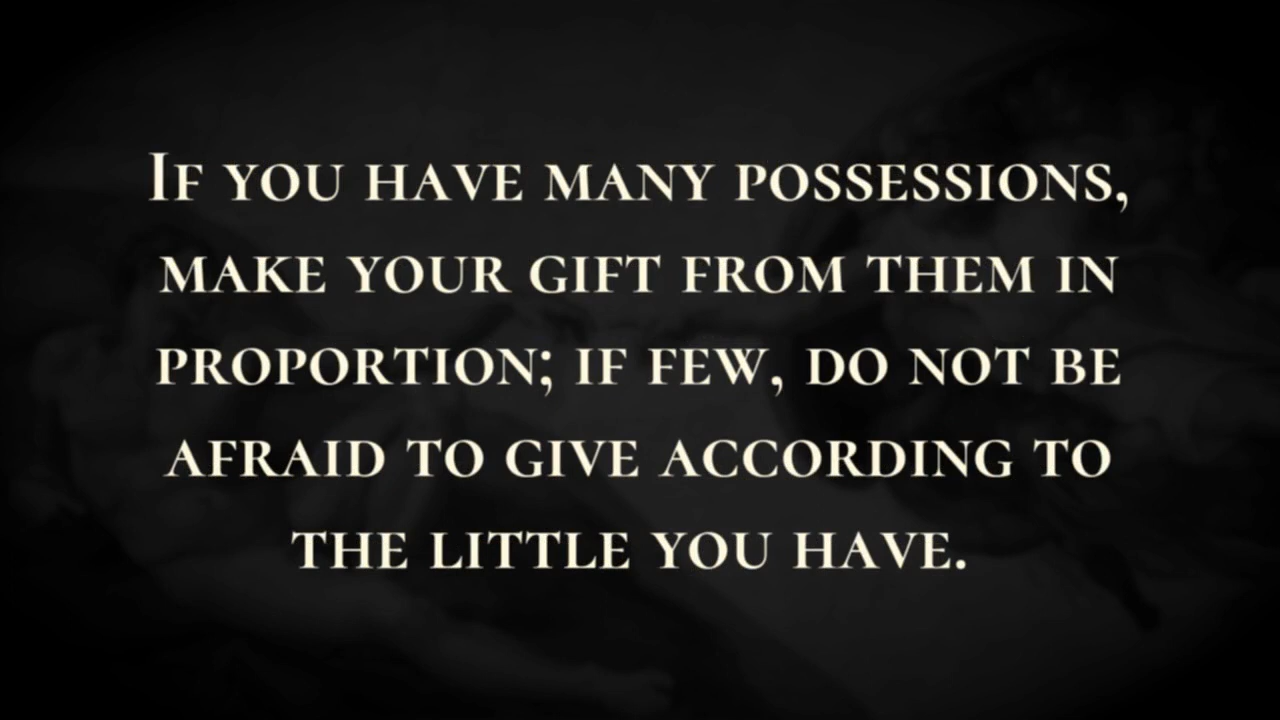 If you have many possessions,
make your gift from them in
proportion; if few, do not be
afraid to give according to
the little you have.